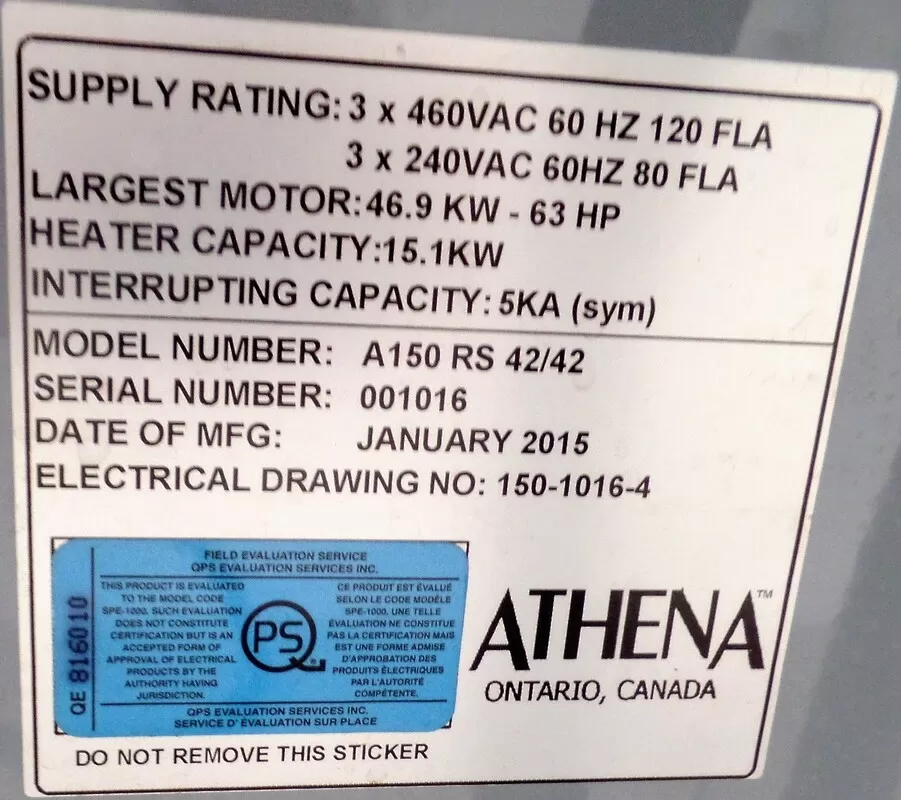 SUPPLY RATING: 3 x 460VAC 60 HZ 120 FLA
3 x 240VAC 60HZ 80 FLA
LARGEST MOTOR: 46.9 KW - 63 HP
HEATER CAPACITY:15.1KW
INTERRUPTING CAPACITY: 5KA (sym)
MODEL NUMBER: A150 RS 42/42
SERIAL NUMBER: 001016
DATE OF MFG: JANUARY 2015
ELECTRICAL DRAWING NO: 150-1016-4
FIELD EVALUATION SERVICE
QPS EVALUATION SERVICES INC.
QE 816010
THIS PRODUCT IS EVALUATED
TO THE MODEL CODE
SPE-1000. SUCH EVALUATION
DOES NOT CONSTITUTE
CERTIFICATION BUT IS AN
ACCEPTED FORM OF
APPROVAL OF ELECTRICAL
PRODUCTS BY THE
AUTHORITY HAVING
JURISDICTION.
QPS
CE PRODUIT EST ÉVALUÉ
SELON LE CODE MODÈLE
SPE-1000. UNE TELLE
ÉVALUATION NE CONSTITUE
PAS LA CERTIFICATION MAIS
EST UNE FORME ADMISE
D'APPROBATION DES
PRODUITS ÉLECTRIQUES
PAR L'AUTORITÉ
COMPÉTENTE.
QPS EVALUATION SERVICES INC.
SERVICE D' ÉVALUATION SUR PLACE
DO NOT REMOVE THIS STICKER
ATHENA™
ONTARIO, CANADA